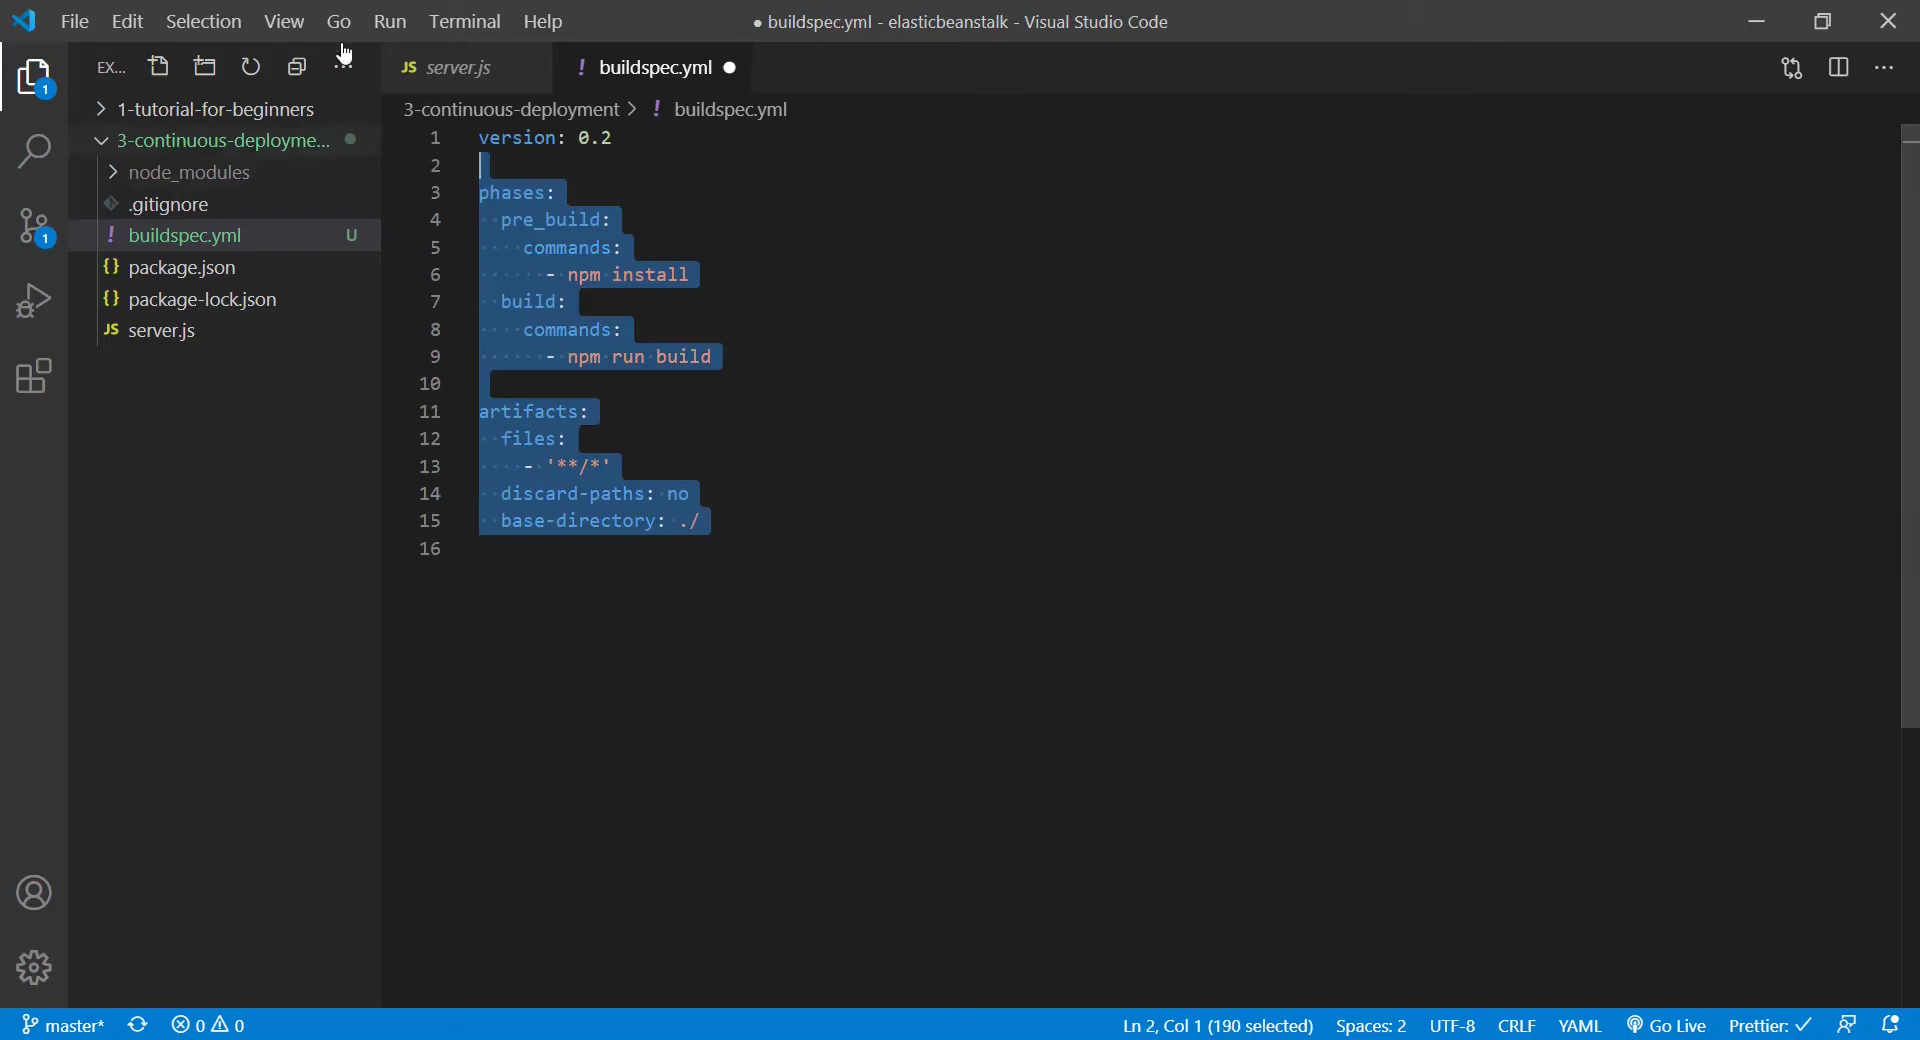 File Edit Selection View Go Run Terminal Help
● buildspec.yml - elasticbeanstalk - Visual Studio Code
EX...
JS server.js
! buildspec.yml ●
1-tutorial-for-beginners
3-continuous-deployme...
node_modules
.gitignore
! buildspec.yml U
{} package.json
{} package-lock.json
JS server.js
1
1
3-continuous-deployment > ! buildspec.yml
1 version: 0.2
2
3 phases:
4 pre_build:
5 commands:
6 - npm install
7 build:
8 commands:
9 - npm run build
10
11 artifacts:
12 files:
13 - '**/*'
14 discard-paths: no
15 base-directory: ./
16
master* 0 0 Ln 2, Col 1 (190 selected) Spaces: 2 UTF-8 CRLF YAML Go Live Prettier: ✓